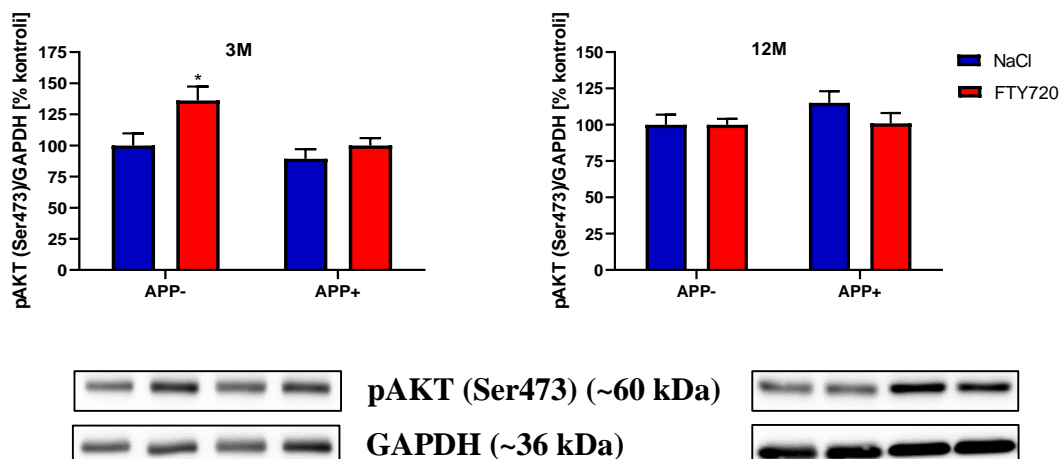 3M
pAKT (Ser473)/GAPDH [% kontroli]
175
150
125
100
75
50
25
0
*
APP-
APP+
12M
pAKT (Ser473)/GAPDH [% kontroli]
150
125
100
75
50
25
0
APP-
APP+
NaCl
FTY720
pAKT (Ser473) (~60 kDa)
GAPDH (~36 kDa)